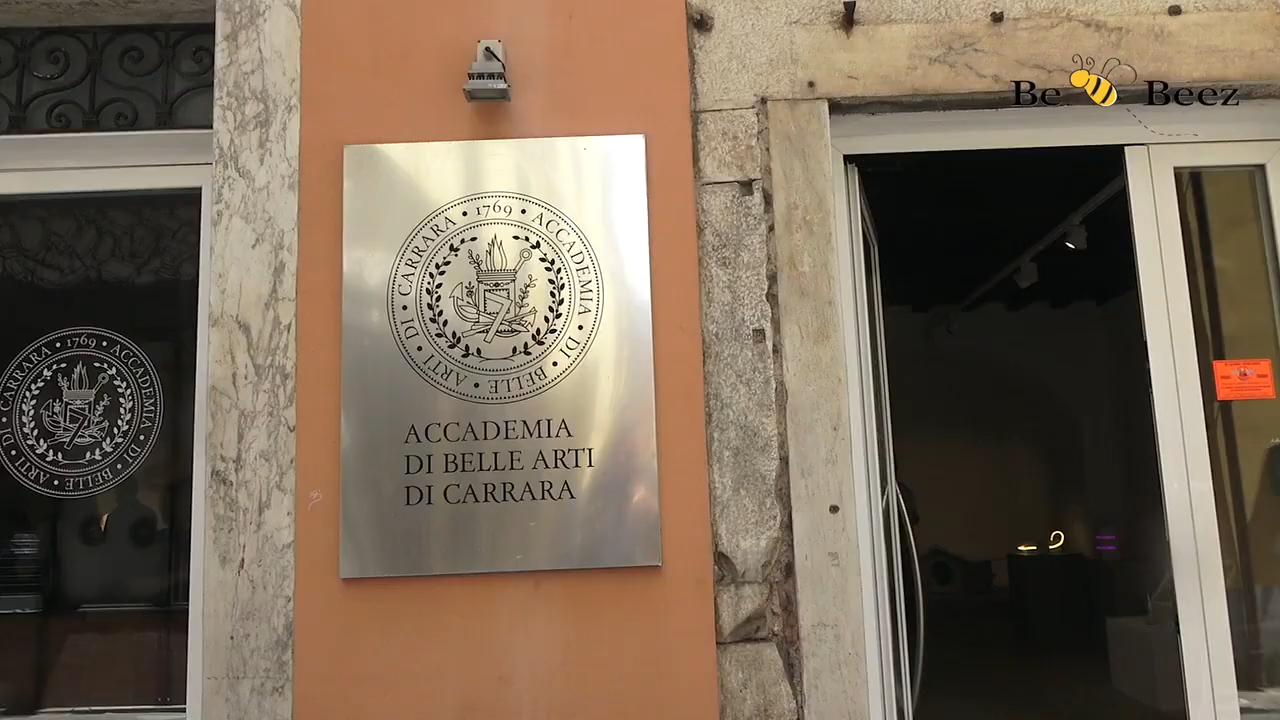 Be Beez
• 1769 • ACCADEMIA • DI • BELLE • ARTI • DI • CARRARA
ACCADEMIA
DI BELLE ARTI
DI CARRARA
• 1769 • ACCADEMIA • DI • BELLE • ARTI • DI • CARRARA